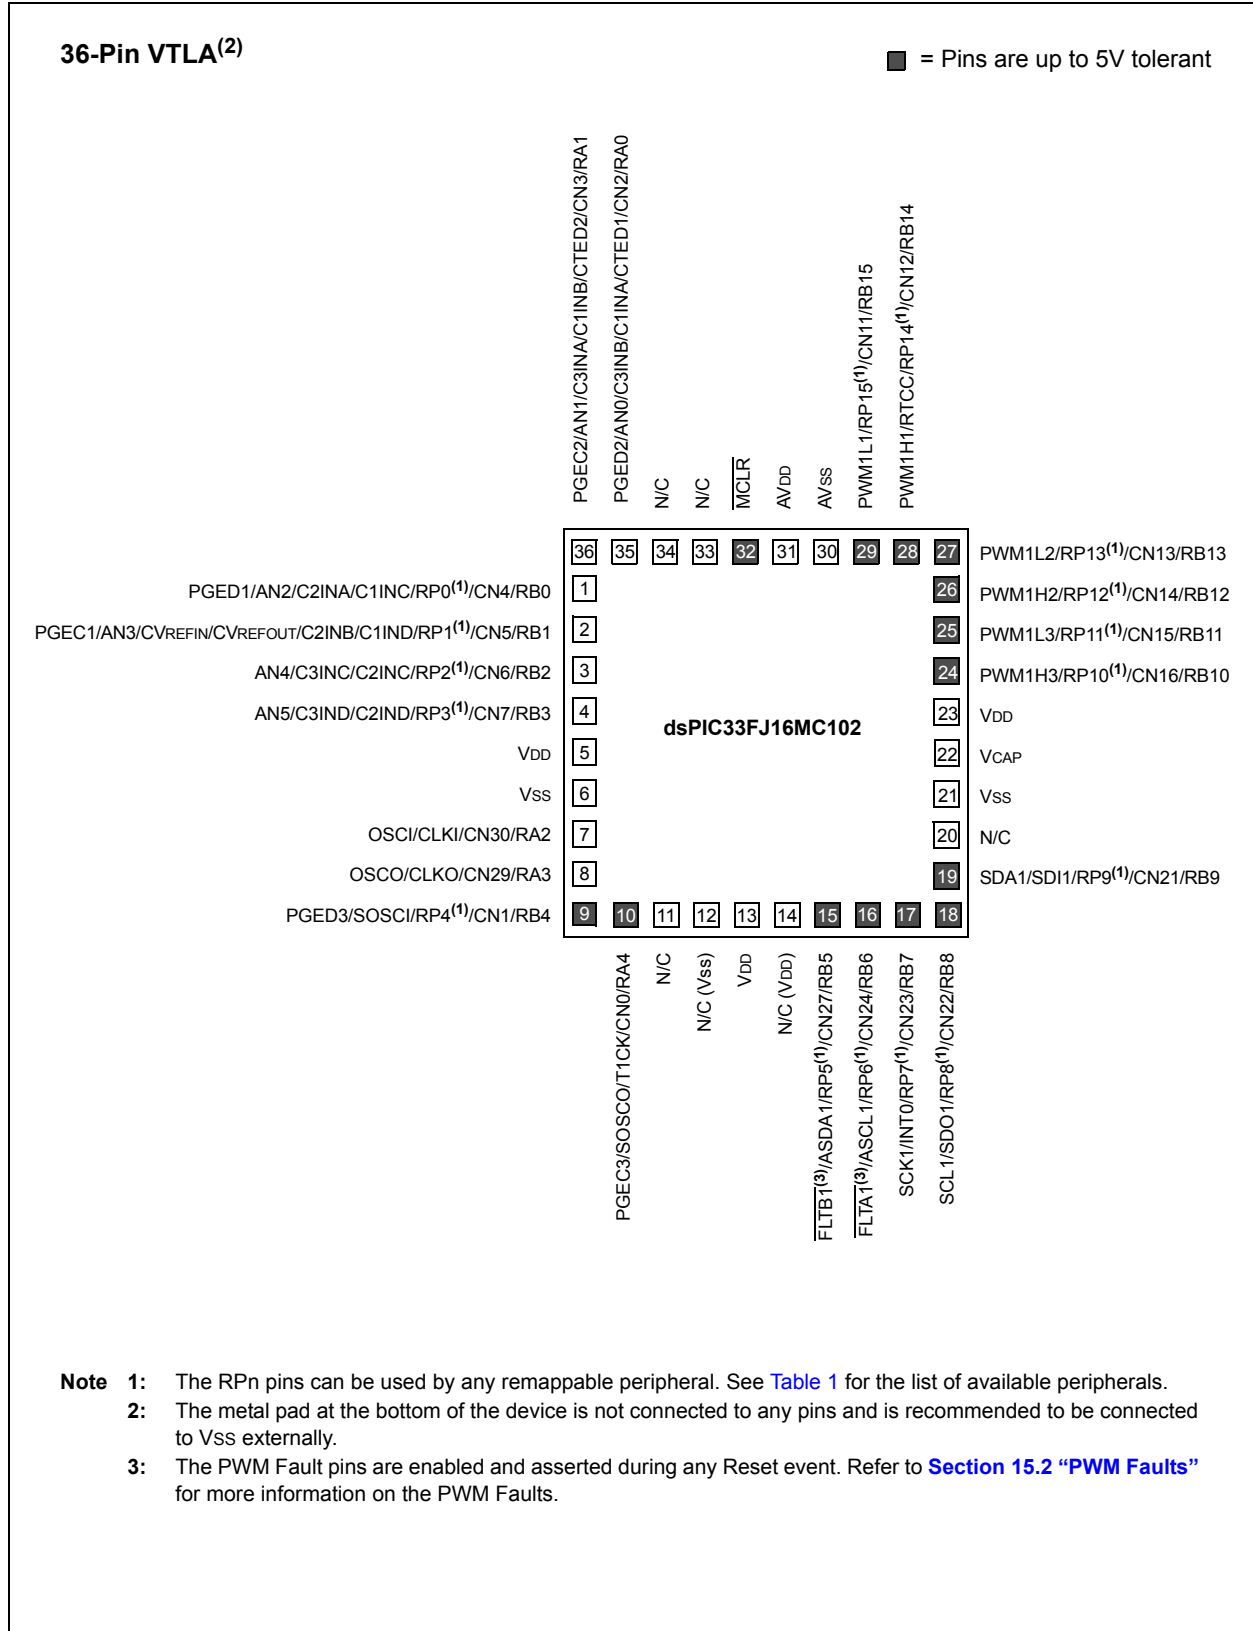 36-Pin VTLA(2)
= Pins are up to 5V tolerant
PGEC2/AN1/C3INA/C1INB/CTED2/CN3/RA1
PGED2/AN0/C3INB/C1INA/CTED1/CN2/RA0
N/C
N/C
MCLR
AVDD
AVSS
PWM1L1/RP15(1)/CN11/RB15
PWM1H1/RTCC/RP14(1)/CN12/RB14
36 35 34 33 32 31 30 29 28 27 PWM1L2/RP13(1)/CN13/RB13
PGED1/AN2/C2INA/C1INC/RP0(1)/CN4/RB0 1 26 PWM1H2/RP12(1)/CN14/RB12
PGEC1/AN3/CVREFIN/CVREFOUT/C2INB/C1IND/RP1(1)/CN5/RB1 2 25 PWM1L3/RP11(1)/CN15/RB11
AN4/C3INC/C2INC/RP2(1)/CN6/RB2 3 24 PWM1H3/RP10(1)/CN16/RB10
AN5/C3IND/C2IND/RP3(1)/CN7/RB3 4 dsPIC33FJ16MC102 23 VDD
VDD 5 22 VCAP
VSS 6 21 VSS
OSCI/CLKI/CN30/RA2 7 20 N/C
OSCO/CLKO/CN29/RA3 8 19 SDA1/SDI1/RP9(1)/CN21/RB9
PGED3/SOSCI/RP4(1)/CN1/RB4 9 10 11 12 13 14 15 16 17 18
PGEC3/SOSCO/T1CK/CN0/RA4
N/C
N/C (Vss)
VDD
N/C (VDD)
FLTB1(3)/ASDA1/RP5(1)/CN27/RB5
FLTA1(3)/ASCL1/RP6(1)/CN24/RB6
SCK1/INT0/RP7(1)/CN23/RB7
SCL1/SDO1/RP8(1)/CN22/RB8
Note 1: The RPn pins can be used by any remappable peripheral. See Table 1 for the list of available peripherals.
2: The metal pad at the bottom of the device is not connected to any pins and is recommended to be connected
to VSS externally.
3: The PWM Fault pins are enabled and asserted during any Reset event. Refer to Section 15.2 “PWM Faults”
for more information on the PWM Faults.